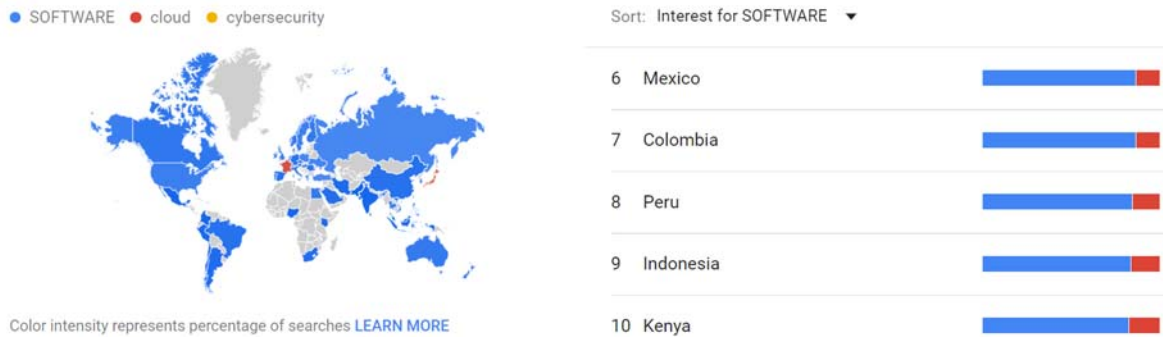 SOFTWARE cloud cybersecurity
Color intensity represents percentage of searches LEARN MORE
Sort: Interest for SOFTWARE
6 Mexico
7 Colombia
8 Peru
9 Indonesia
10 Kenya